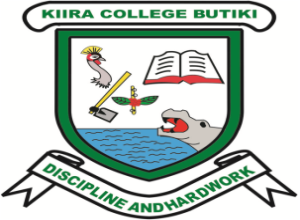 KIIRA COLLEGE BUTIKI
DISCIPLINE AND HARDWORK